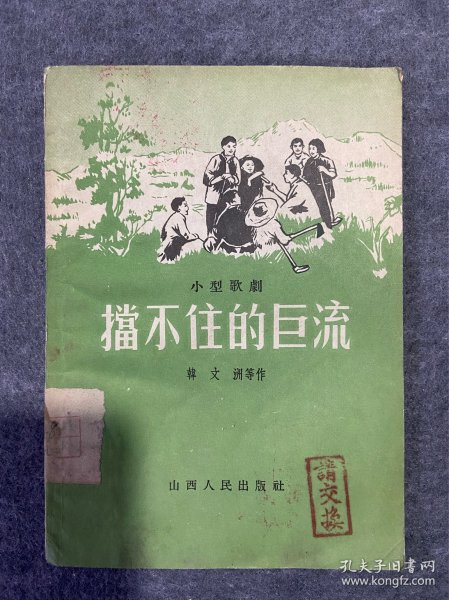 小型歌劇
擋不住的巨流
韓文洲等作
山西人民出版社
請交換
孔夫子旧书网
www.kongfz.com